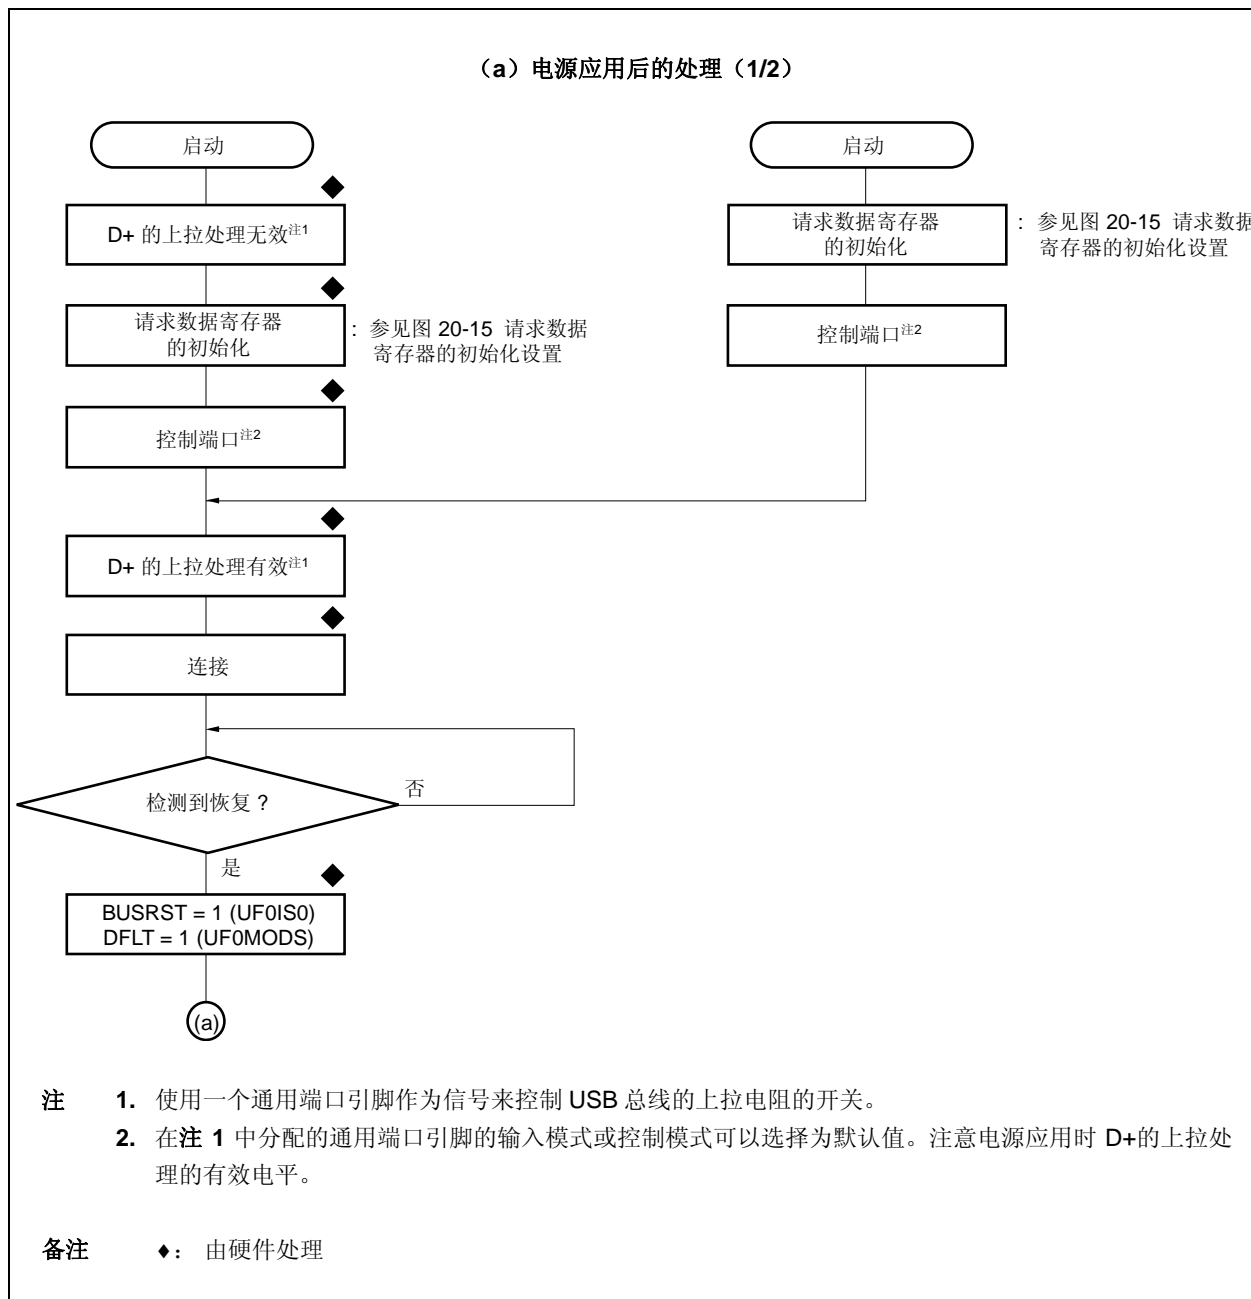 (a) 电源应用后的处理（1/2）
启动
D+ 的上拉处理无效注1
请求数据寄存器
的初始化
: 参见图 20-15 请求数据
寄存器的初始化设置
控制端口注2
启动
请求数据寄存器
的初始化
: 参见图 20-15 请求数据
寄存器的初始化设置
控制端口注2
D+ 的上拉处理有效注1
连接
检测到恢复？
否
是
BUSRST = 1 (UF0IS0)
DFLT = 1 (UF0MODS)
(a)
注 1. 使用一个通用端口引脚作为信号来控制 USB 总线的上拉电阻的开关。
2. 在注 1 中分配的通用端口引脚的输入模式或控制模式可以选择为默认值。注意电源应用时 D+的上拉处
理的有效电平。
备注 ♦： 由硬件处理